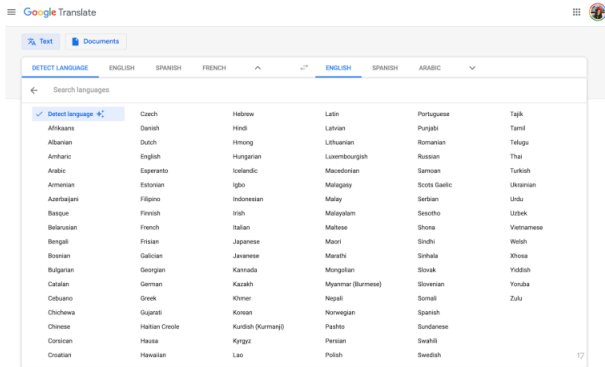 Google Translate
Text
Documents
DETECT LANGUAGE ENGLISH SPANISH FRENCH ENGLISH SPANISH ARABIC
Search languages
Detect language Czech Hebrew Latin Portuguese Tajik
Afrikaans Danish Hindi Latvian Punjabi Tamil
Albanian Dutch Hmong Lithuanian Romanian Telugu
Amharic English Hungarian Luxembourgish Russian Thai
Arabic Esperanto Icelandic Macedonian Samoan Turkish
Armenian Estonian Igbo Malagasy Scots Gaelic Ukrainian
Azerbaijani Filipino Indonesian Malay Serbian Urdu
Basque Finnish Irish Malayalam Sesotho Uzbek
Belarusian French Italian Maltese Shona Vietnamese
Bengali Frisian Japanese Maori Sindhi Welsh
Bosnian Galician Javanese Marathi Sinhala Xhosa
Bulgarian Georgian Kannada Mongolian Slovak Yiddish
Catalan German Kazakh Myanmar (Burmese) Slovenian Yoruba
Cebuano Greek Khmer Nepali Somali Zulu
Chichewa Gujarati Korean Norwegian Spanish
Chinese Haitian Creole Kurdish (Kurmanji) Pashto Sundanese
Corsican Hausa Kyrgyz Persian Swahili
Croatian Hawaiian Lao Polish Swedish
17